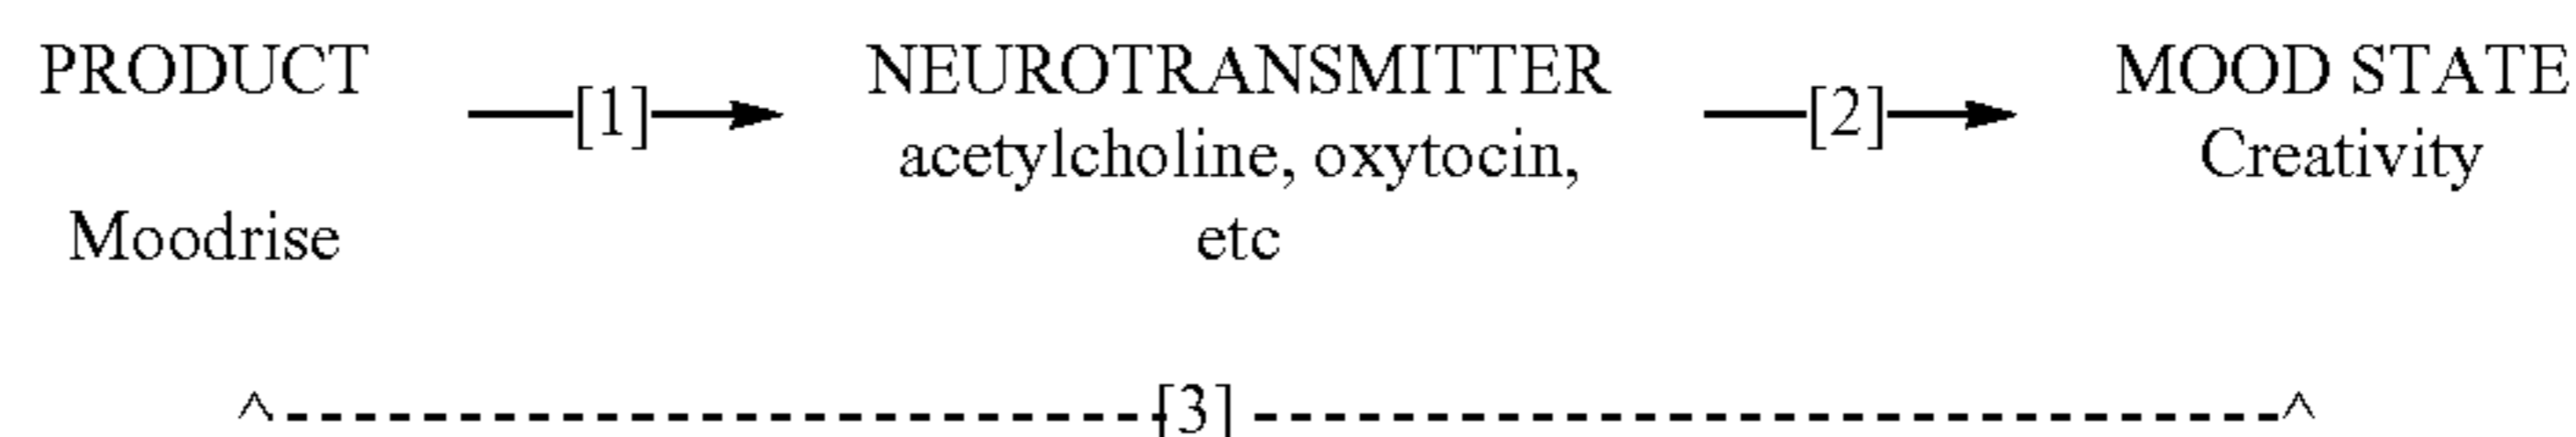 PRODUCT —[1]→ NEUROTRANSMITTER —[2]→ MOOD STATE
acetylcholine, oxytocin, Creativity
Moodrise etc
^-----------------------[3]---------------------------^